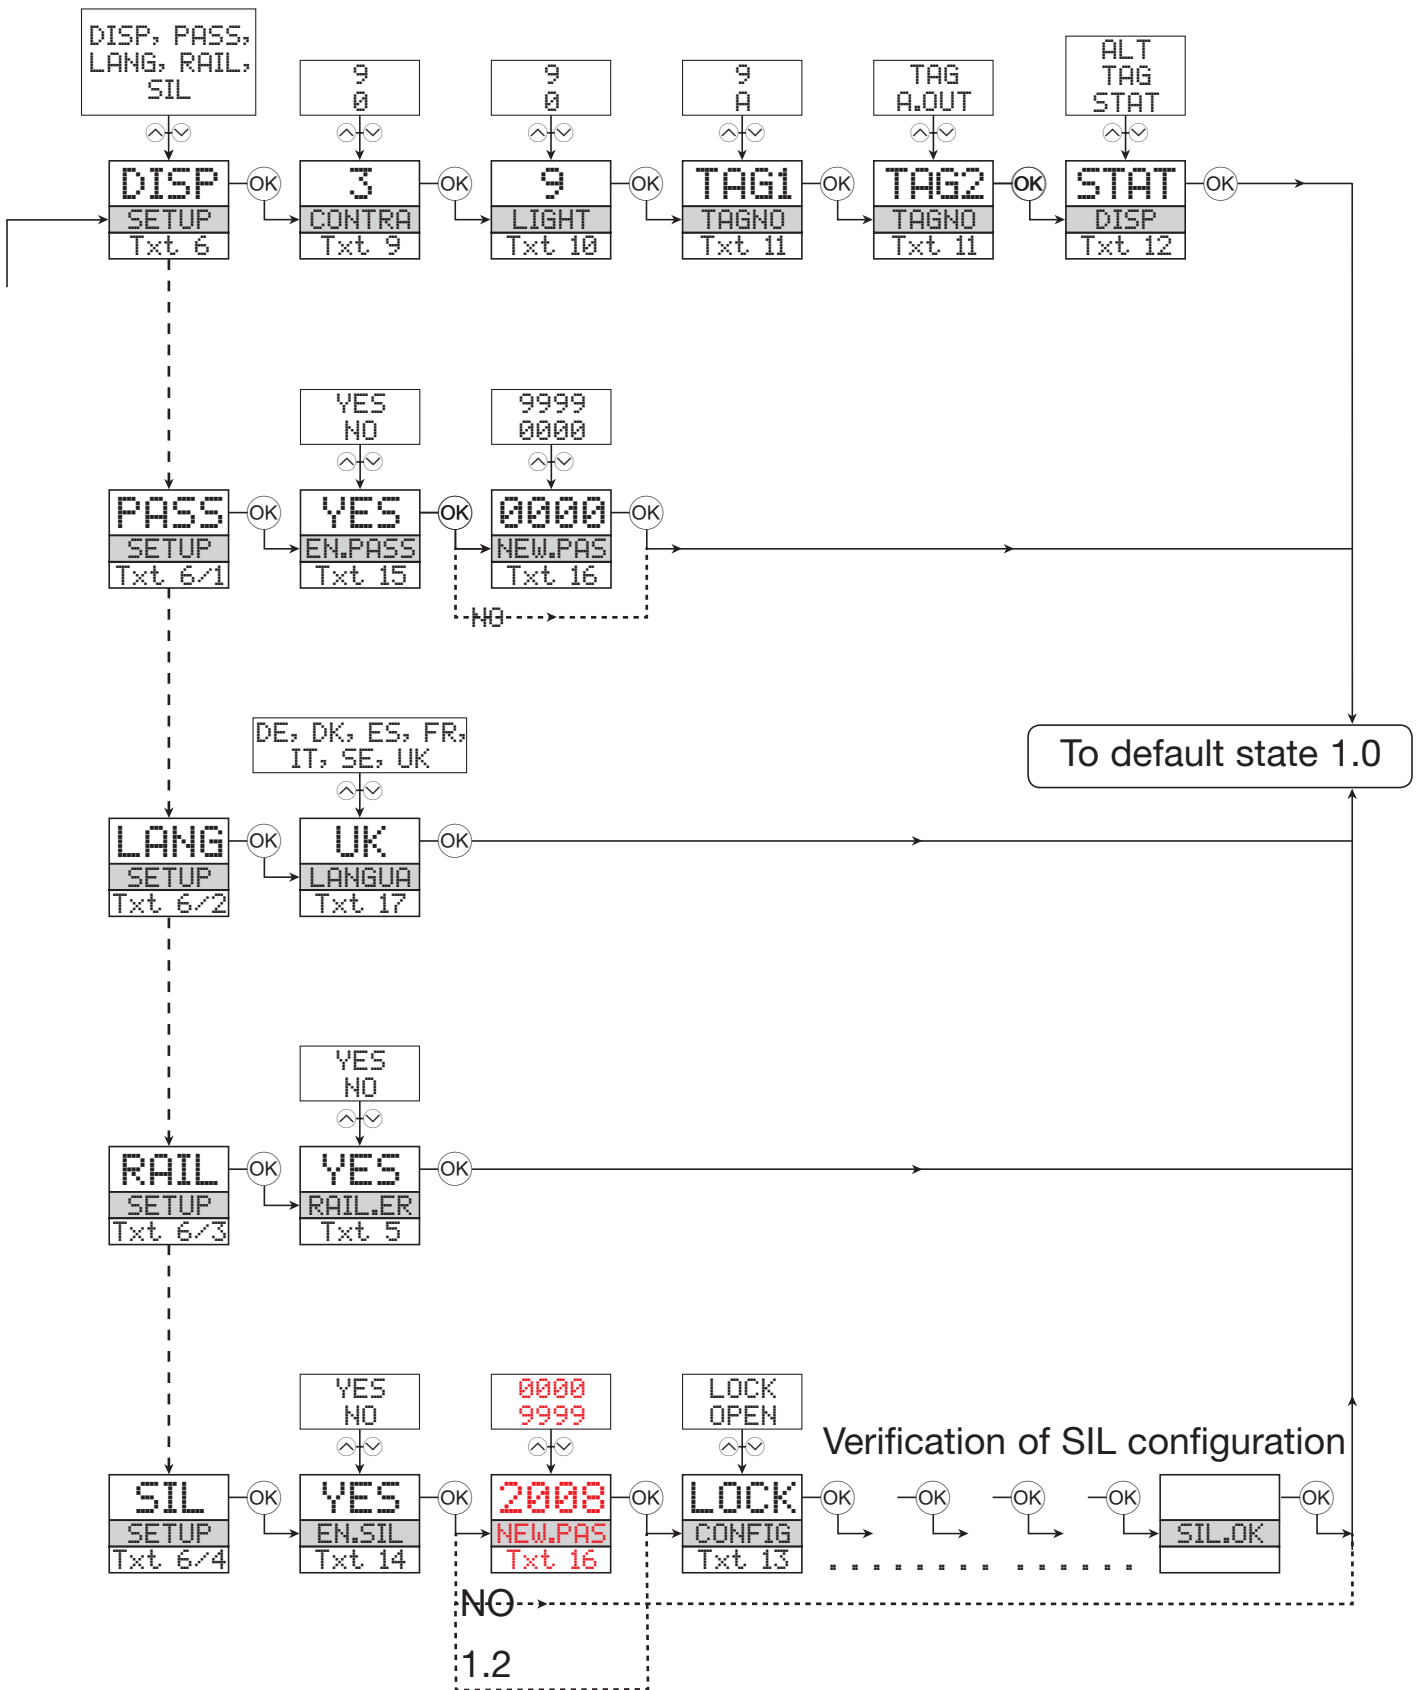 DISP, PASS,
LANG, RAIL,
SIL
9
0
9
0
9
A
TAG
A.OUT
ALT
TAG
STAT
DISP
SETUP
Txt 6
OK
3
CONTRA
Txt 9
OK
9
LIGHT
Txt 10
OK
TAG1
TAGNO
Txt 11
OK
TAG2
TAGNO
Txt 11
OK
STAT
DISP
Txt 12
OK
YES
NO
9999
0000
PASS
SETUP
Txt 6/1
OK
YES
EN.PASS
Txt 15
OK
0000
NEW.PAS
Txt 16
OK
NO
To default state 1.0
DE, DK, ES, FR,
IT, SE, UK
LANG
SETUP
Txt 6/2
OK
UK
LANGUA
Txt 17
OK
YES
NO
RAIL
SETUP
Txt 6/3
OK
YES
RAIL.ER
Txt 5
OK
YES
NO
0000
9999
LOCK
OPEN
Verification of SIL configuration
SIL
SETUP
Txt 6/4
OK
YES
EN.SIL
Txt 14
OK
2008
NEW.PAS
Txt 16
OK
LOCK
CONFIG
Txt 13
OK
OK
OK
OK
SIL.OK
OK
NO
1.2